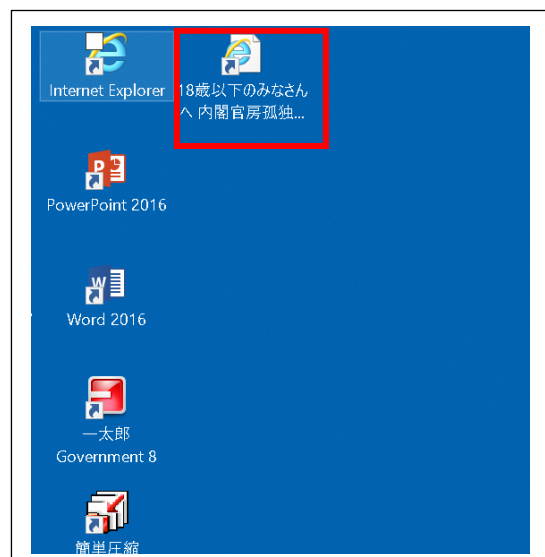 Internet Explorer
18歳以下のみなさん
へ 内閣官房孤独...
PowerPoint 2016
Word 2016
一太郎
Government 8
簡単圧縮